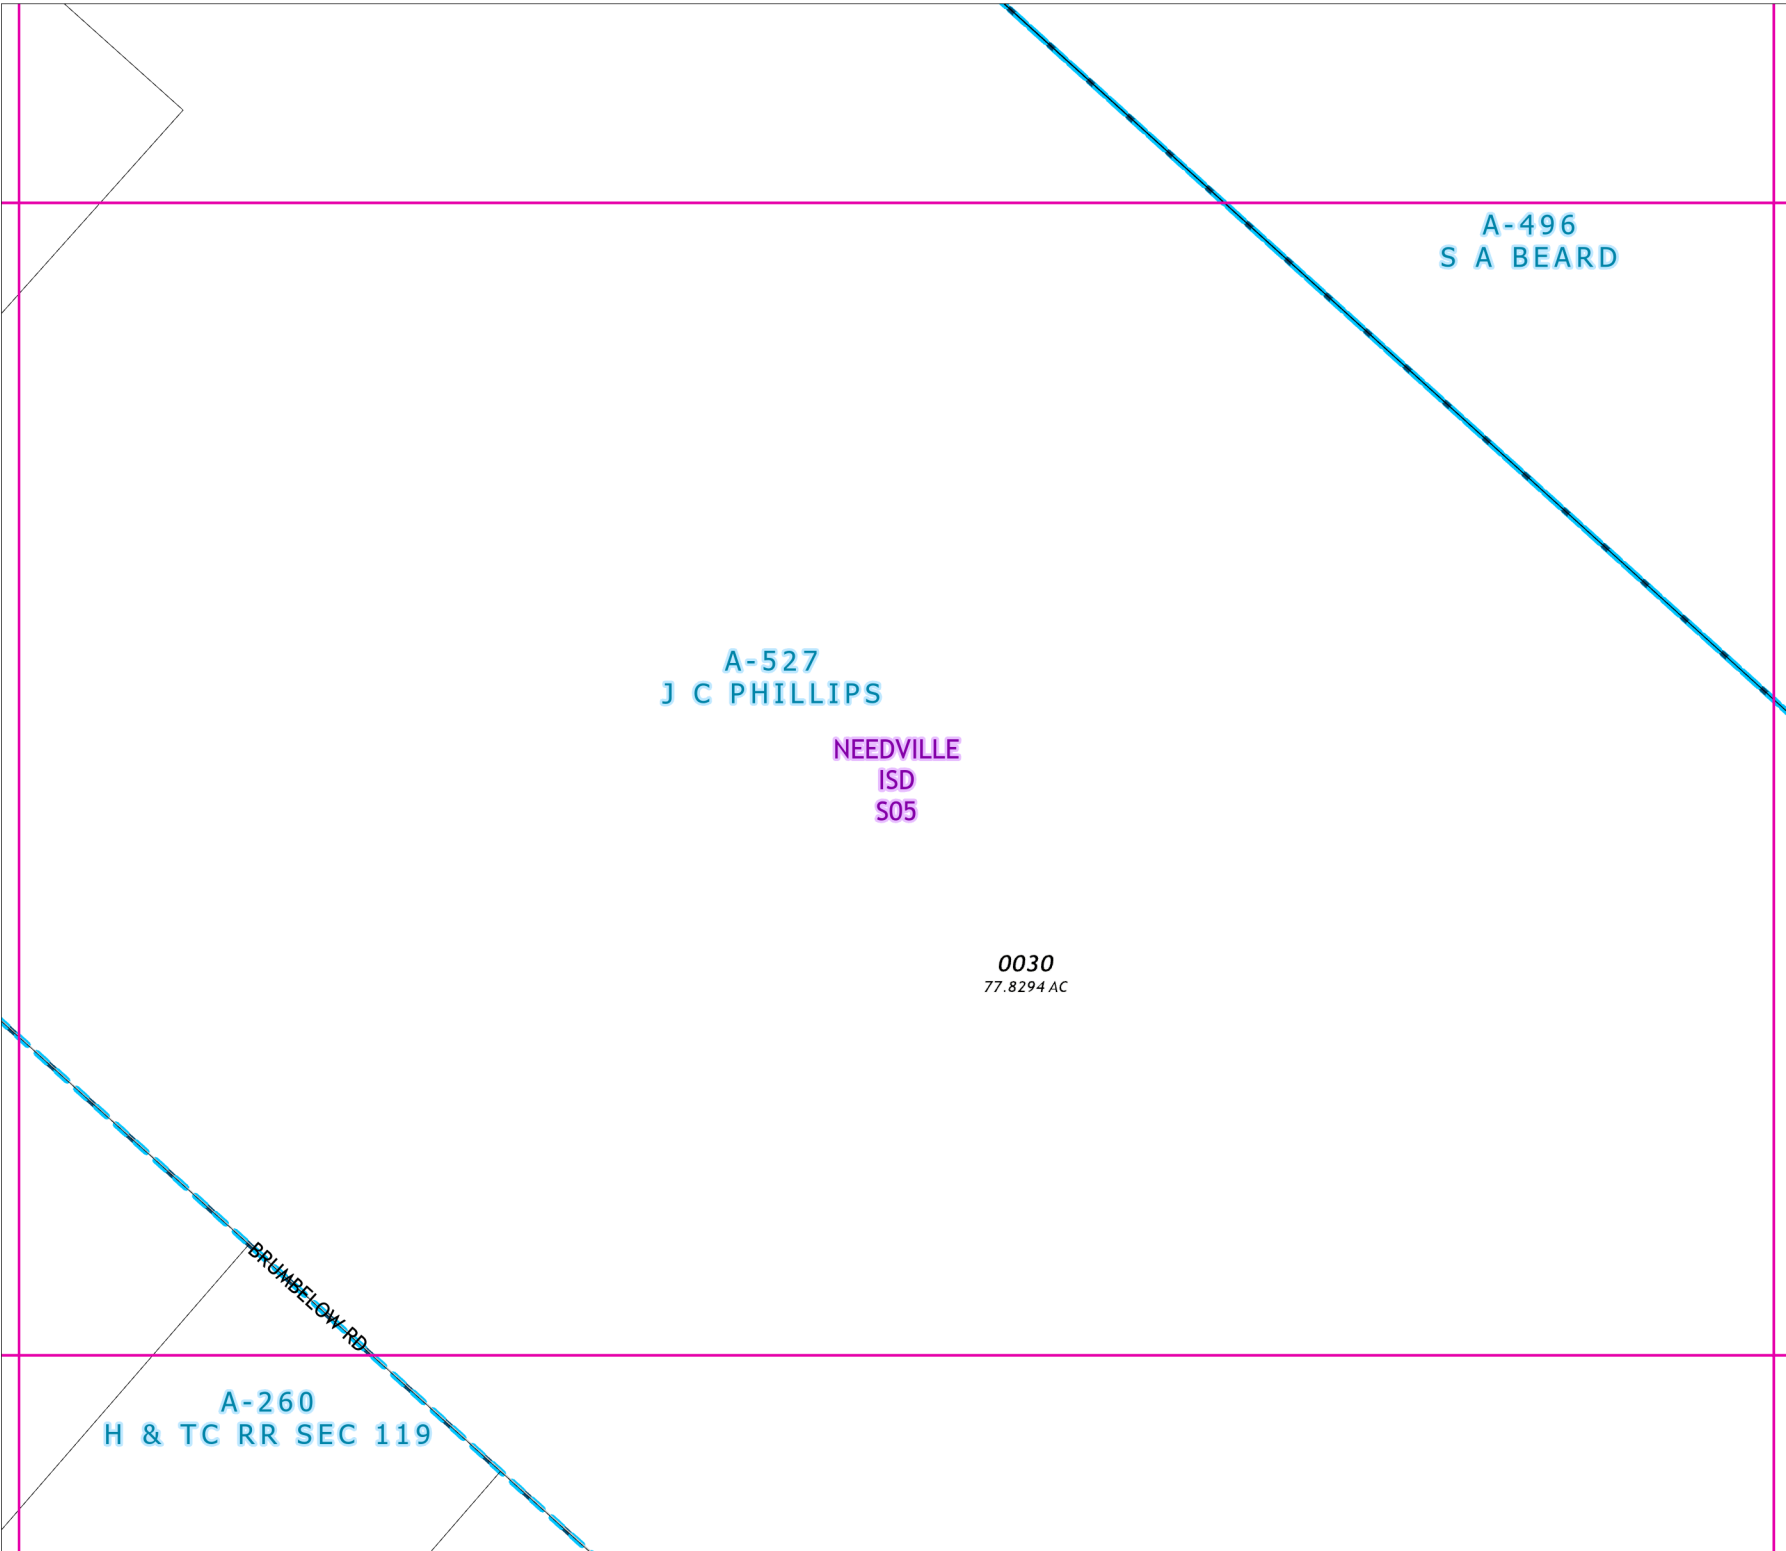 A-496
S A BEARD
A-527
J C PHILLIPS
NEEDVILLE
ISD
S05
0030
77.8294 AC
BRUMBELOW RD
A-260
H & TC RR SEC 119